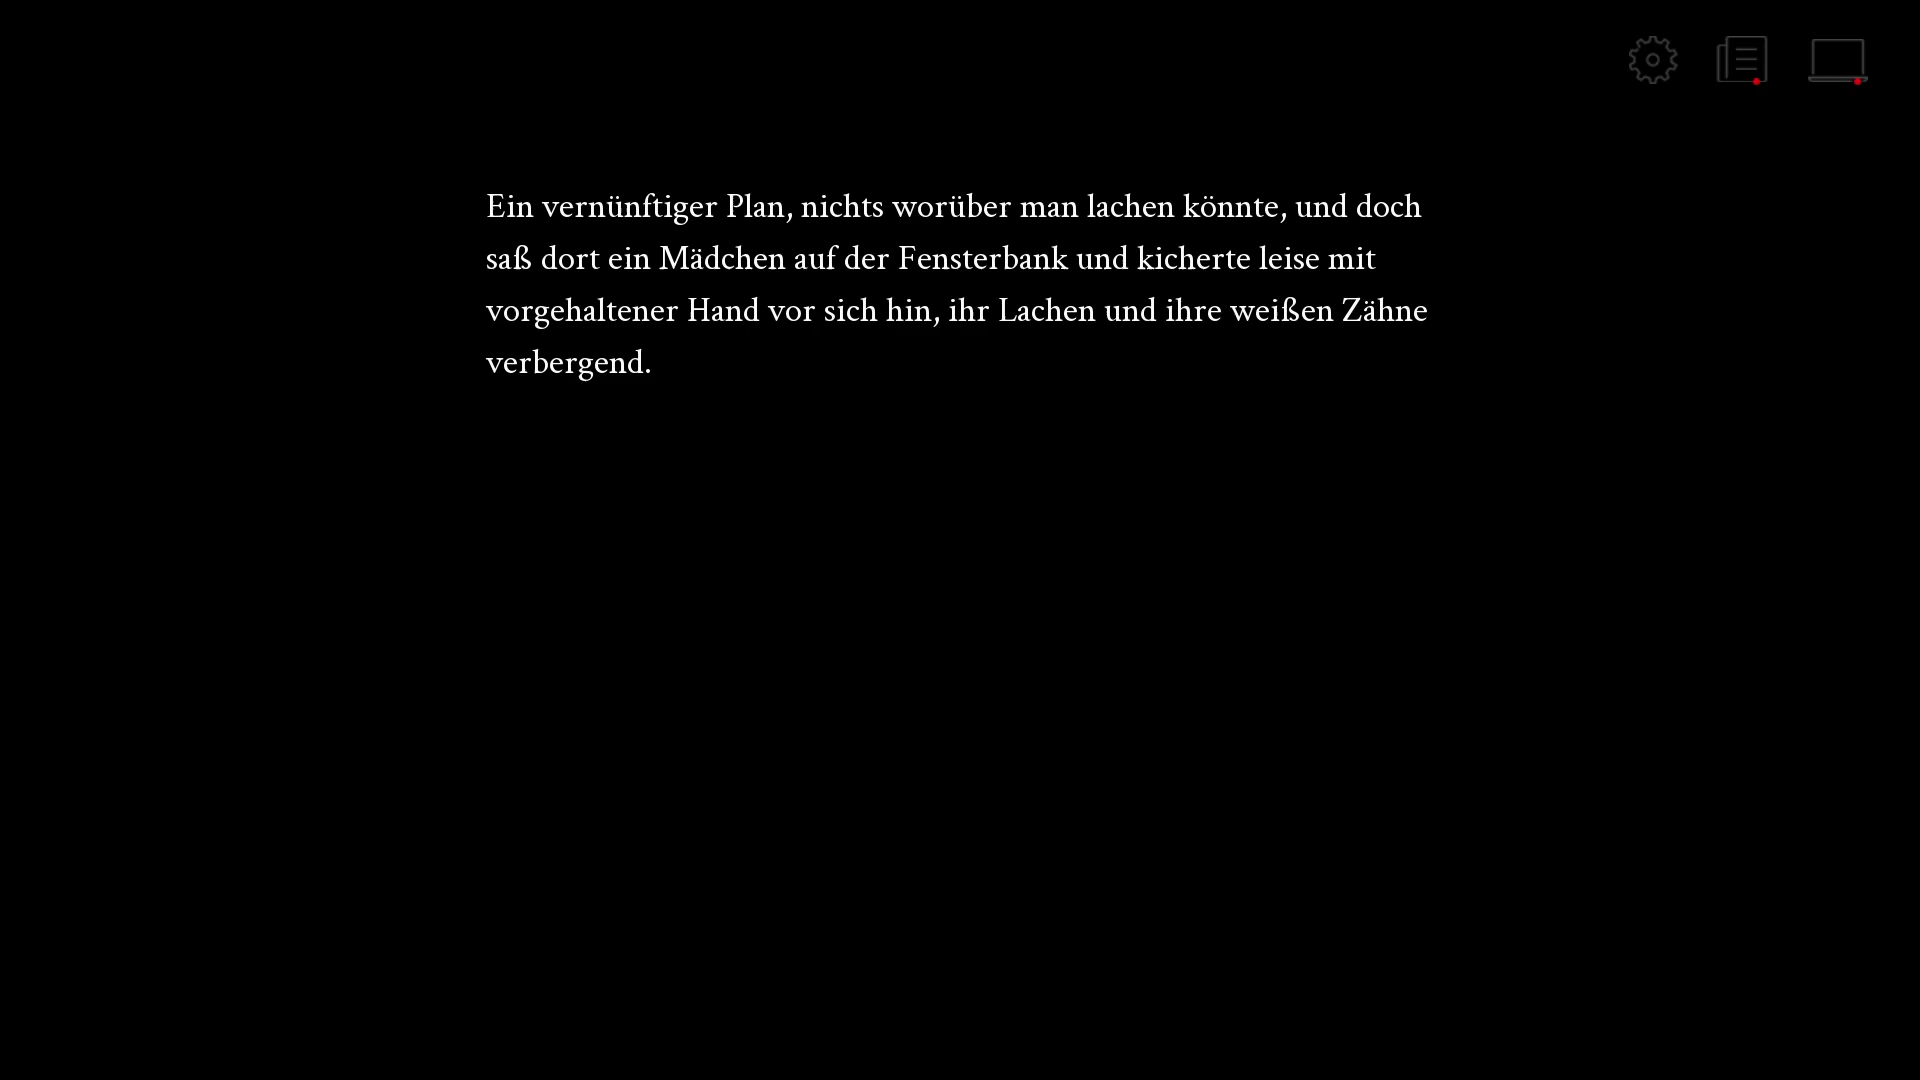 Ein vernünftiger Plan, nichts worüber man lachen könnte, und doch
saß dort ein Mädchen auf der Fensterbank und kicherte leise mit
vorgehaltener Hand vor sich hin, ihr Lachen und ihre weißen Zähne
verbergend.